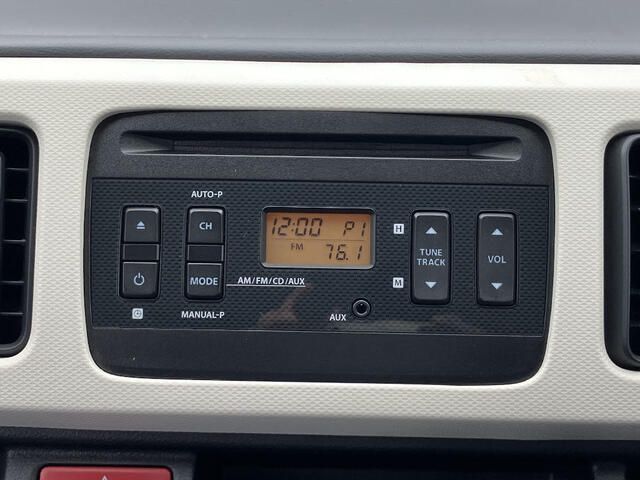 AUTO-P
CH
12:00 P1
FM 76.1
H
TUNE
TRACK
VOL
MODE
AM/FM/CD/AUX
M
MANUAL-P
AUX